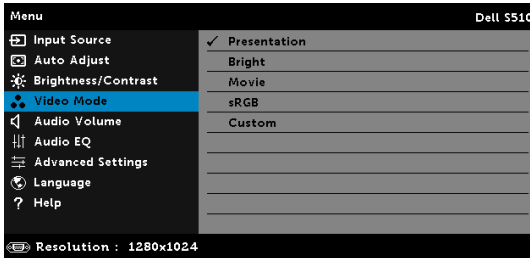 Menu
Dell S510
Input Source
Auto Adjust
Brightness/Contrast
Video Mode
Audio Volume
Audio EQ
Advanced Settings
Language
? Help
✓ Presentation
Bright
Movie
sRGB
Custom
Resolution : 1280x1024